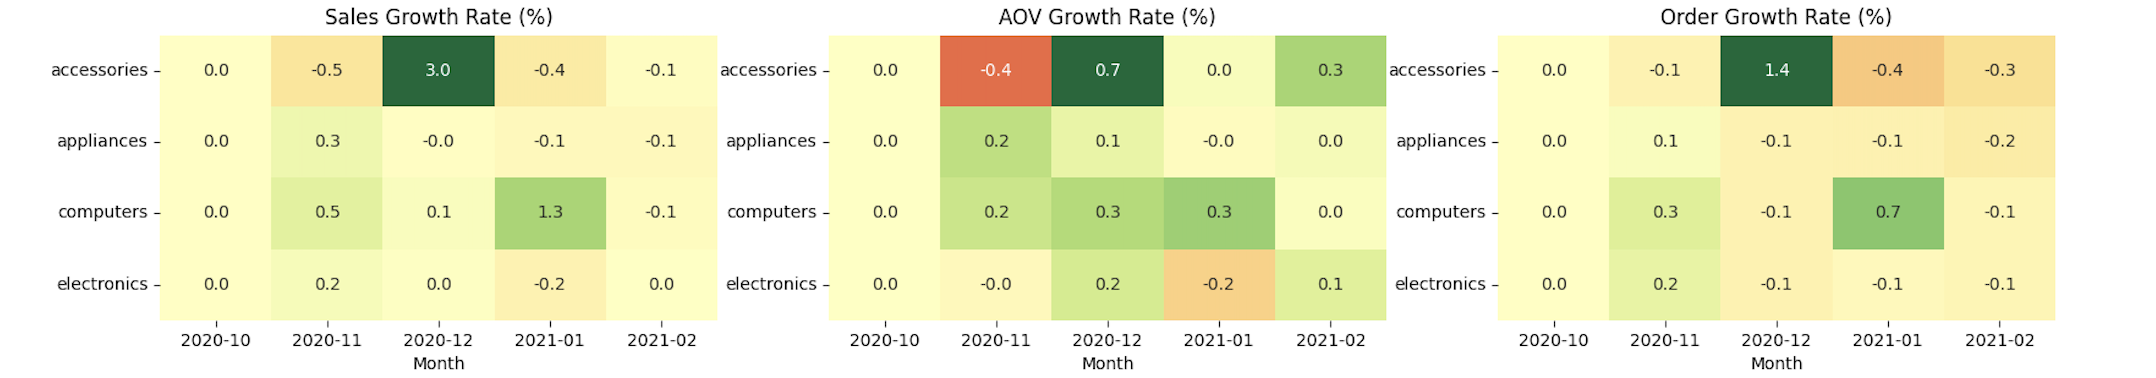 Sales Growth Rate (%)
accessories 0.0 -0.5 3.0 -0.4 -0.1
appliances 0.0 0.3 -0.0 -0.1 -0.1
computers 0.0 0.5 0.1 1.3 -0.1
electronics 0.0 0.2 0.0 -0.2 0.0
2020-10 2020-11 2020-12 2021-01 2021-02
Month
AOV Growth Rate (%)
accessories 0.0 -0.4 0.7 0.0 0.3
appliances 0.0 0.2 0.1 -0.0 0.0
computers 0.0 0.2 0.3 0.3 0.0
electronics 0.0 -0.0 0.2 -0.2 0.1
2020-10 2020-11 2020-12 2021-01 2021-02
Month
Order Growth Rate (%)
accessories 0.0 -0.1 1.4 -0.4 -0.3
appliances 0.0 0.1 -0.1 -0.1 -0.2
computers 0.0 0.3 -0.1 0.7 -0.1
electronics 0.0 0.2 -0.1 -0.1 -0.1
2020-10 2020-11 2020-12 2021-01 2021-02
Month